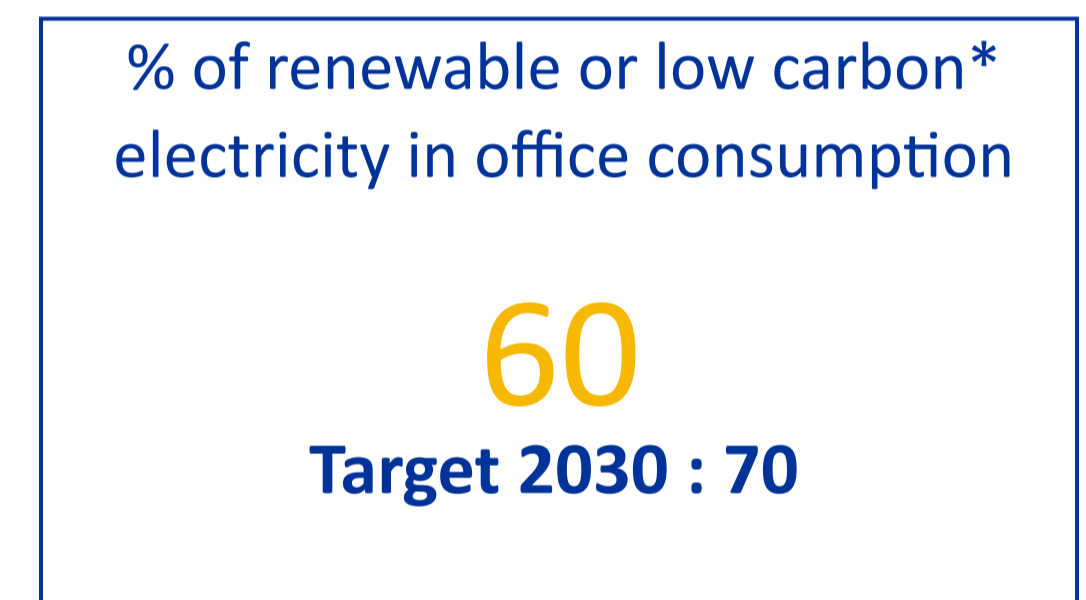 % of renewable or low carbon*
electricity in office consumption
60
Target 2030 : 70